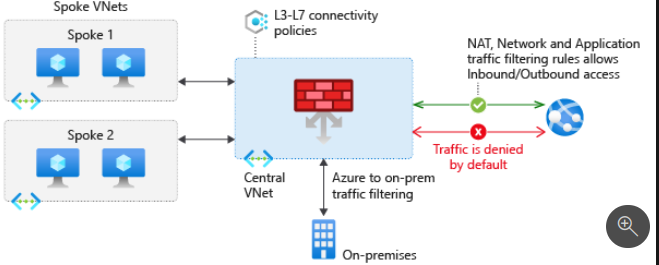 Spoke VNets
Spoke 1
Spoke 2
L3-L7 connectivity
policies
NAT, Network and Application
traffic filtering rules allows
Inbound/Outbound access
Traffic is denied
by default
Central
VNet
Azure to on-prem
traffic filtering
On-premises